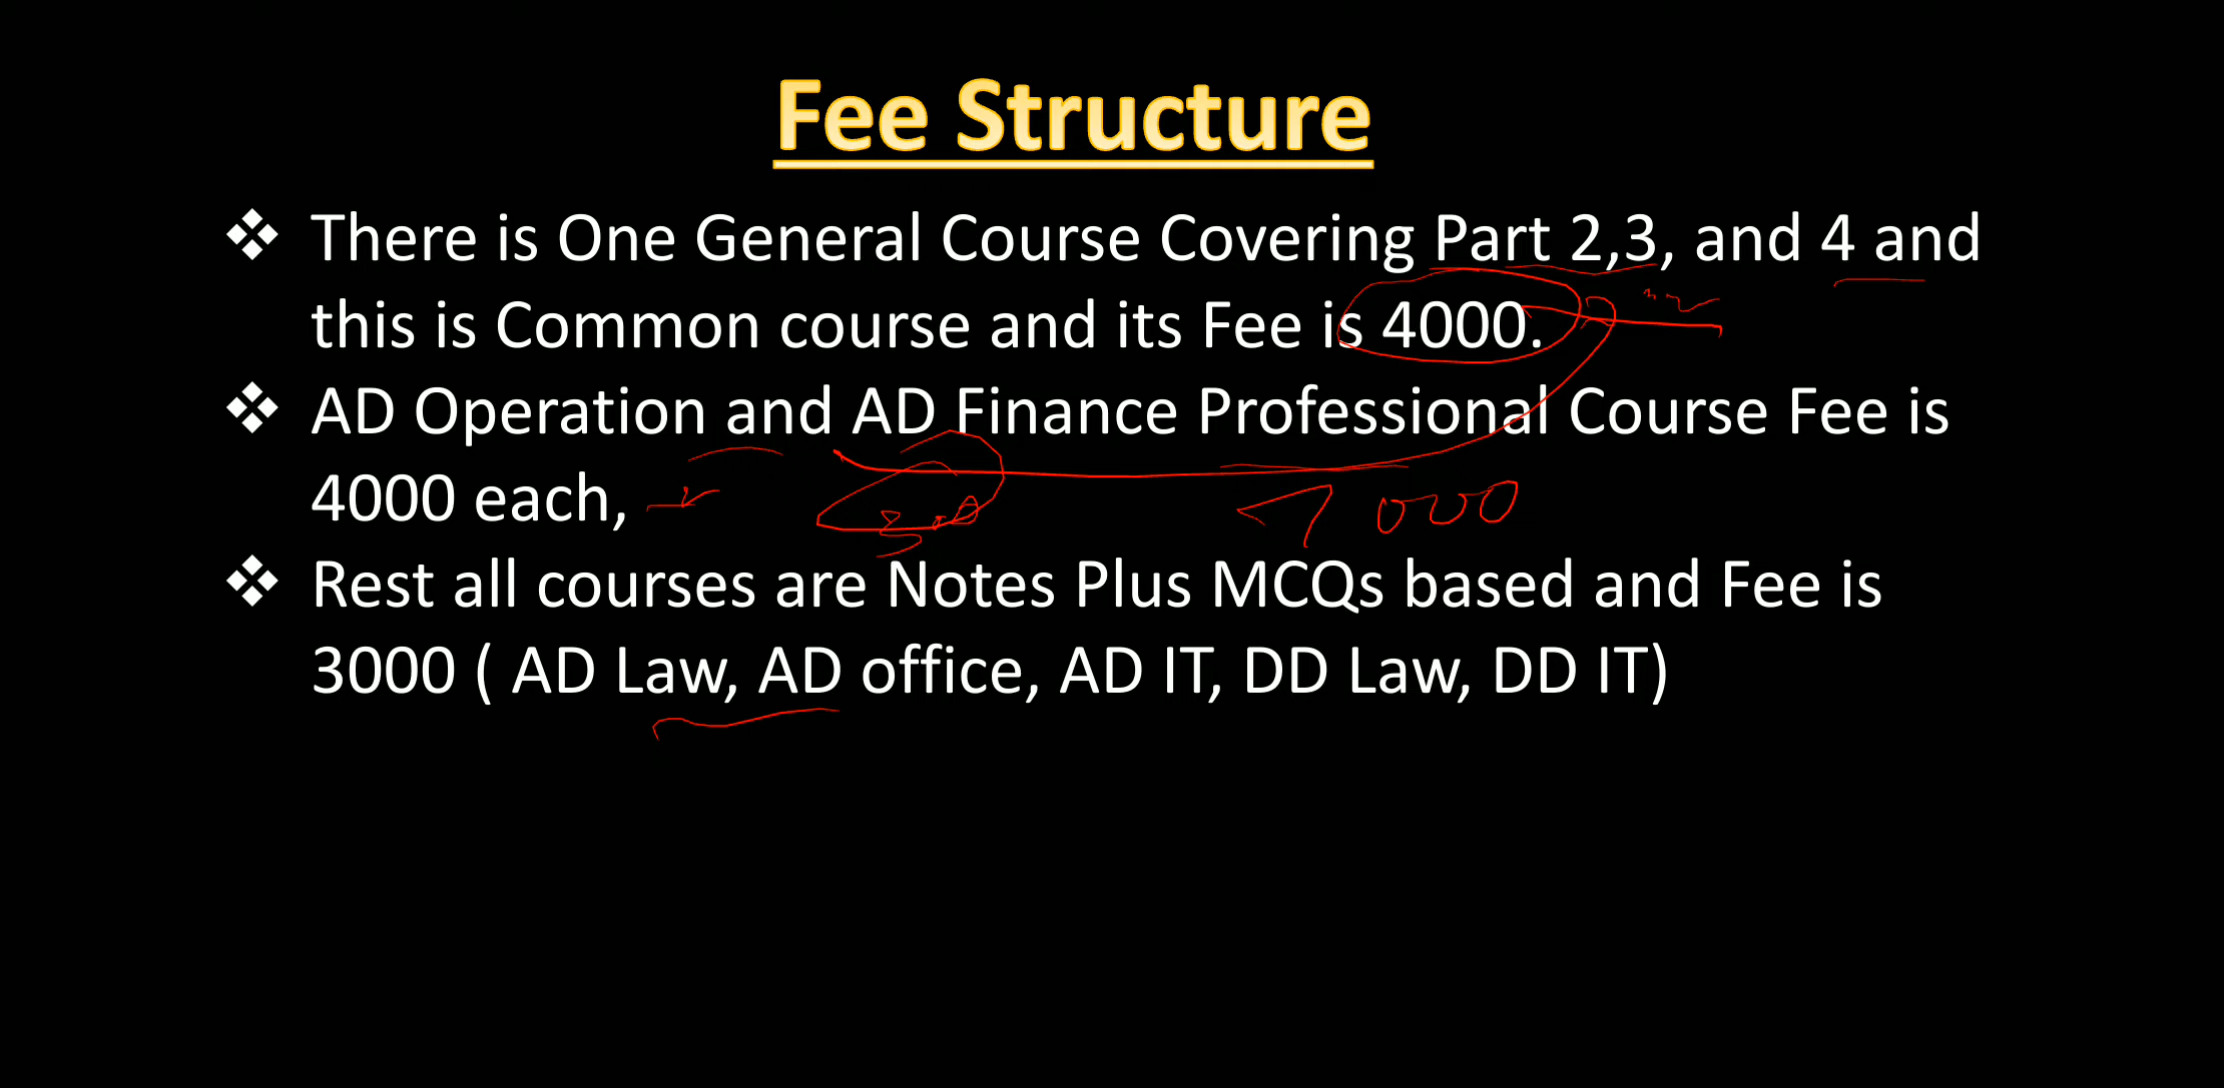 Fee Structure
❖ There is One General Course Covering Part 2,3, and 4 and
this is Common course and its Fee is 4000.
❖ AD Operation and AD Finance Professional Course Fee is
4000 each,
❖ Rest all courses are Notes Plus MCQs based and Fee is
3000 ( AD Law, AD office, AD IT, DD Law, DD IT)